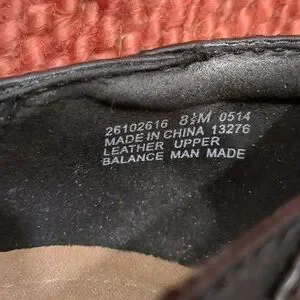 26102616 8½M 0514
MADE IN CHINA 13276
LEATHER UPPER
BALANCE MAN MADE